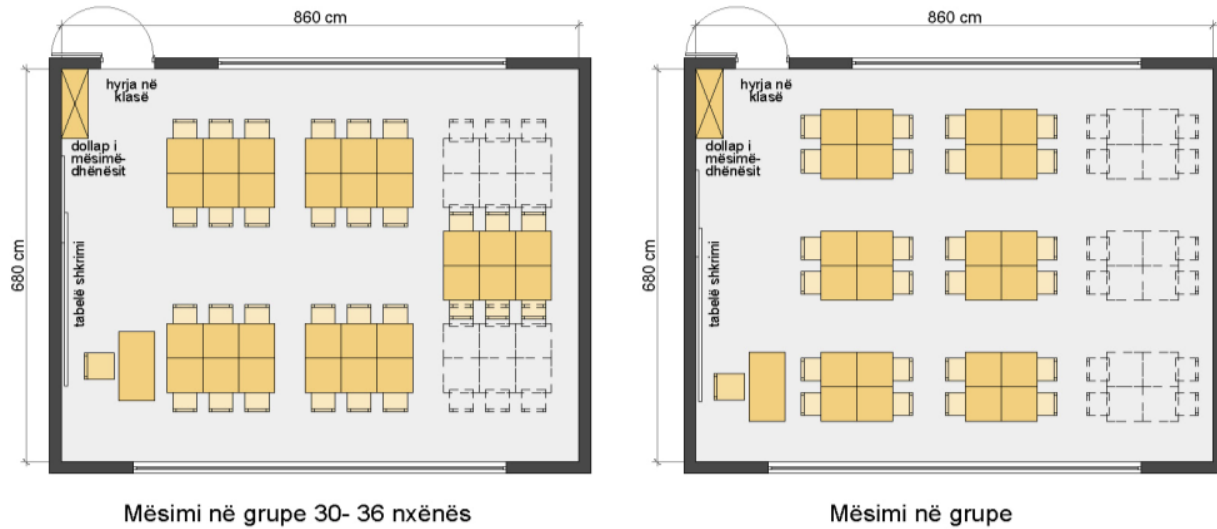 860 cm
hyrja në
klasë
dollap i
mësimë-
dhënësit
680 cm
tabelë shkrimi
Mësimi në grupe 30- 36 nxënës
860 cm
hyrja në
klasë
dollap i
mësimë-
dhënësit
680 cm
tabelë shkrimi
Mësimi në grupe